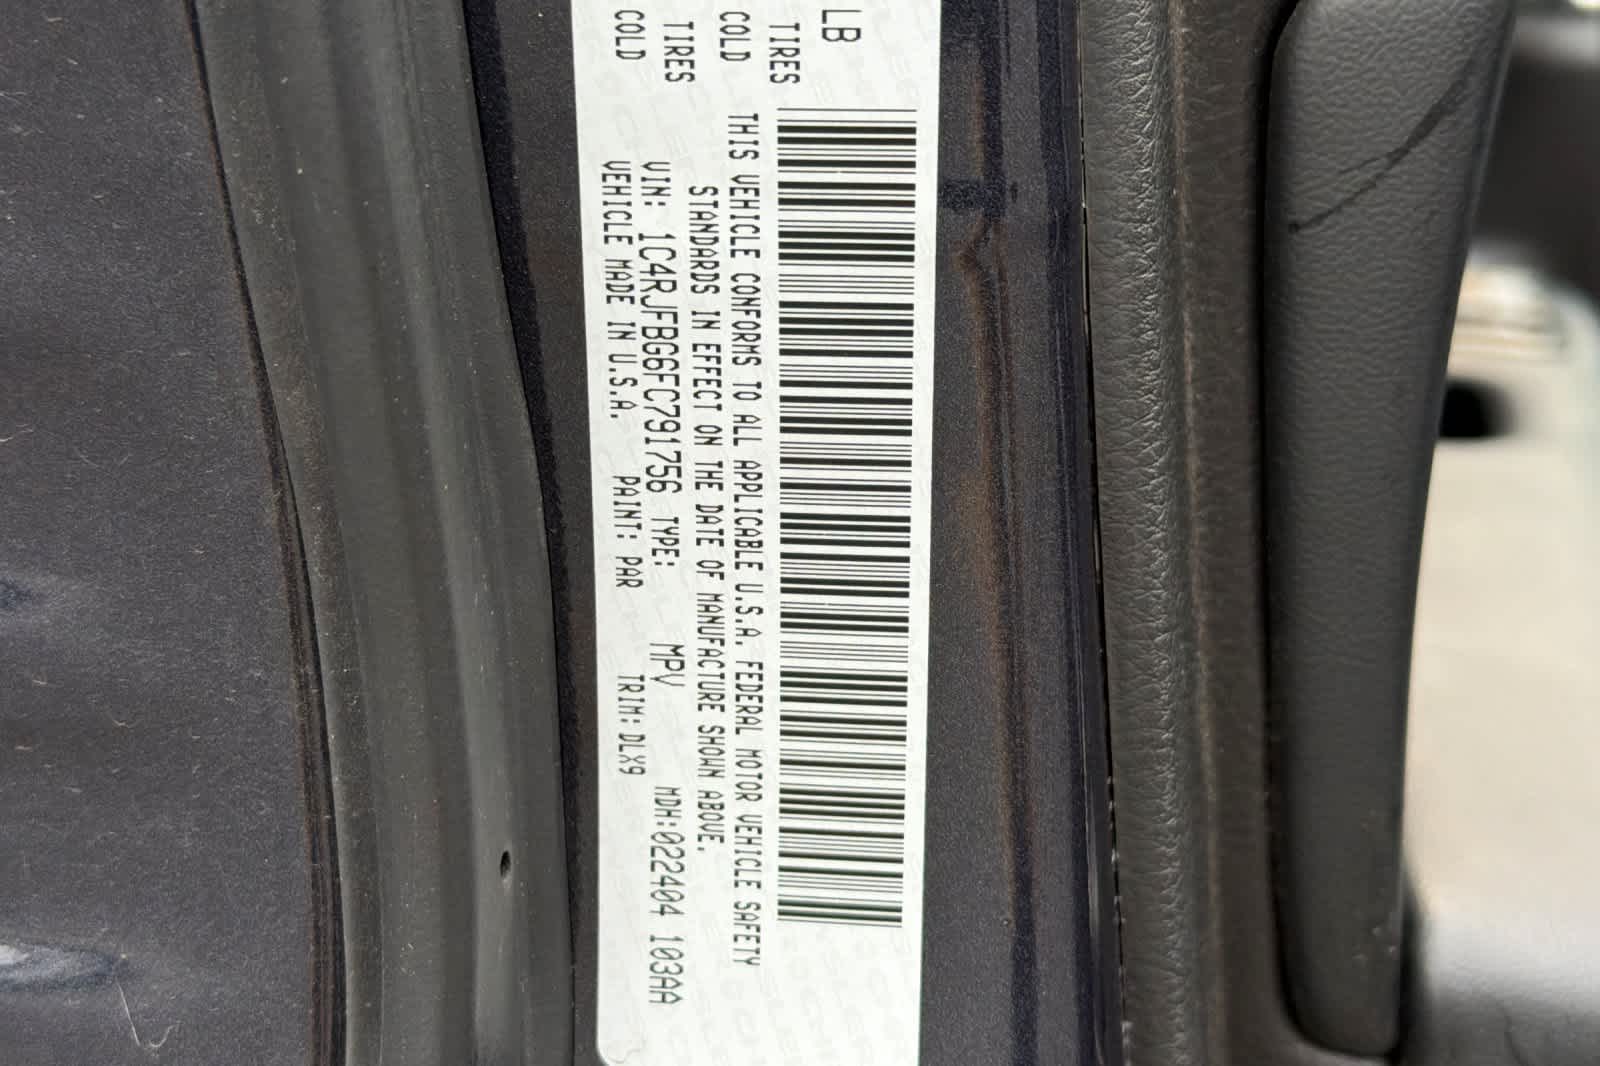 LB
TIRES
COLD
TIRES
COLD
THIS VEHICLE CONFORMS TO ALL APPLICABLE U.S.A. FEDERAL MOTOR VEHICLE SAFETY
STANDARDS IN EFFECT ON THE DATE OF MANUFACTURE SHOWN ABOVE.
VIN: 1C4RJFBG6FC791756 TYPE: MPV MDH:022404 103AA
VEHICLE MADE IN U.S.A. PAINT: PAR TRIM: DLX9